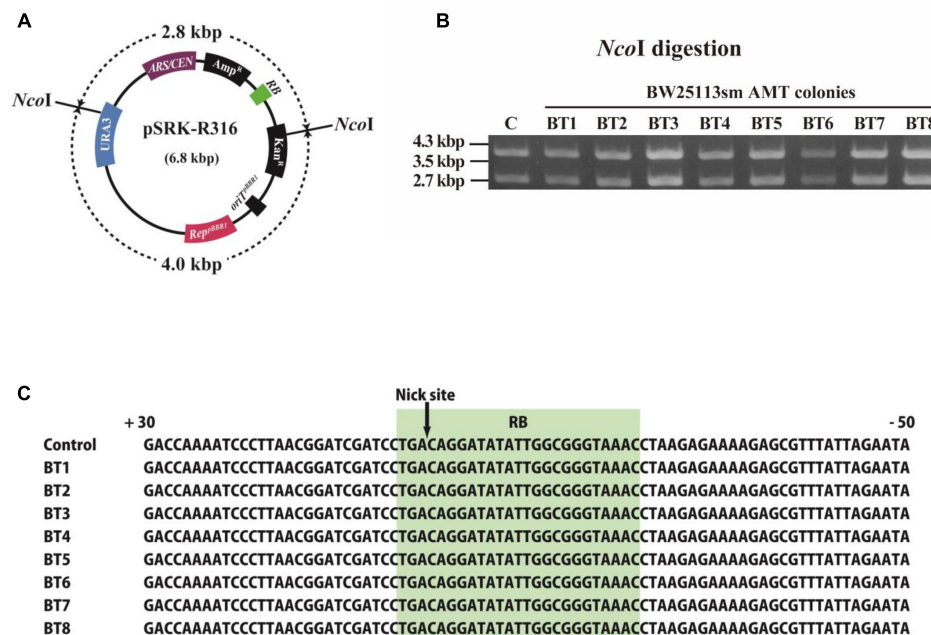 A
2.8 kbp
ARS/CEN
Amp^R
RB
NcoI
NcoI
URA3
pSRK-R316
(6.8 kbp)
Kan^R
oriT^pBBR1
Rep^pBBR1
4.0 kbp
B
NcoI digestion
BW25113sm AMT colonies
C BT1 BT2 BT3 BT4 BT5 BT6 BT7 BT8
4.3 kbp
3.5 kbp
2.7 kbp
C
Nick site
+ 30 RB - 50
Control GACCAAAATCCCTTAACGGATCGATCCTGACAGGATATATTGGCGGGTAAACCTAAGAGAAAAGAGCGTTTATTAGAATA
BT1 GACCAAAATCCCTTAACGGATCGATCCTGACAGGATATATTGGCGGGTAAACCTAAGAGAAAAGAGCGTTTATTAGAATA
BT2 GACCAAAATCCCTTAACGGATCGATCCTGACAGGATATATTGGCGGGTAAACCTAAGAGAAAAGAGCGTTTATTAGAATA
BT3 GACCAAAATCCCTTAACGGATCGATCCTGACAGGATATATTGGCGGGTAAACCTAAGAGAAAAGAGCGTTTATTAGAATA
BT4 GACCAAAATCCCTTAACGGATCGATCCTGACAGGATATATTGGCGGGTAAACCTAAGAGAAAAGAGCGTTTATTAGAATA
BT5 GACCAAAATCCCTTAACGGATCGATCCTGACAGGATATATTGGCGGGTAAACCTAAGAGAAAAGAGCGTTTATTAGAATA
BT6 GACCAAAATCCCTTAACGGATCGATCCTGACAGGATATATTGGCGGGTAAACCTAAGAGAAAAGAGCGTTTATTAGAATA
BT7 GACCAAAATCCCTTAACGGATCGATCCTGACAGGATATATTGGCGGGTAAACCTAAGAGAAAAGAGCGTTTATTAGAATA
BT8 GACCAAAATCCCTTAACGGATCGATCCTGACAGGATATATTGGCGGGTAAACCTAAGAGAAAAGAGCGTTTATTAGAATA